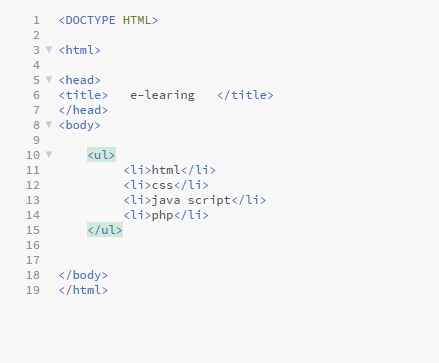 1 <DOCTYPE HTML>
2
3 <html>
4
5 <head>
6 <title>   e-learing   </title>
7 </head>
8 <body>
9
10     <ul>
11          <li>html</li>
12          <li>css</li>
13          <li>java script</li>
14          <li>php</li>
15     </ul>
16
17
18 </body>
19 </html>